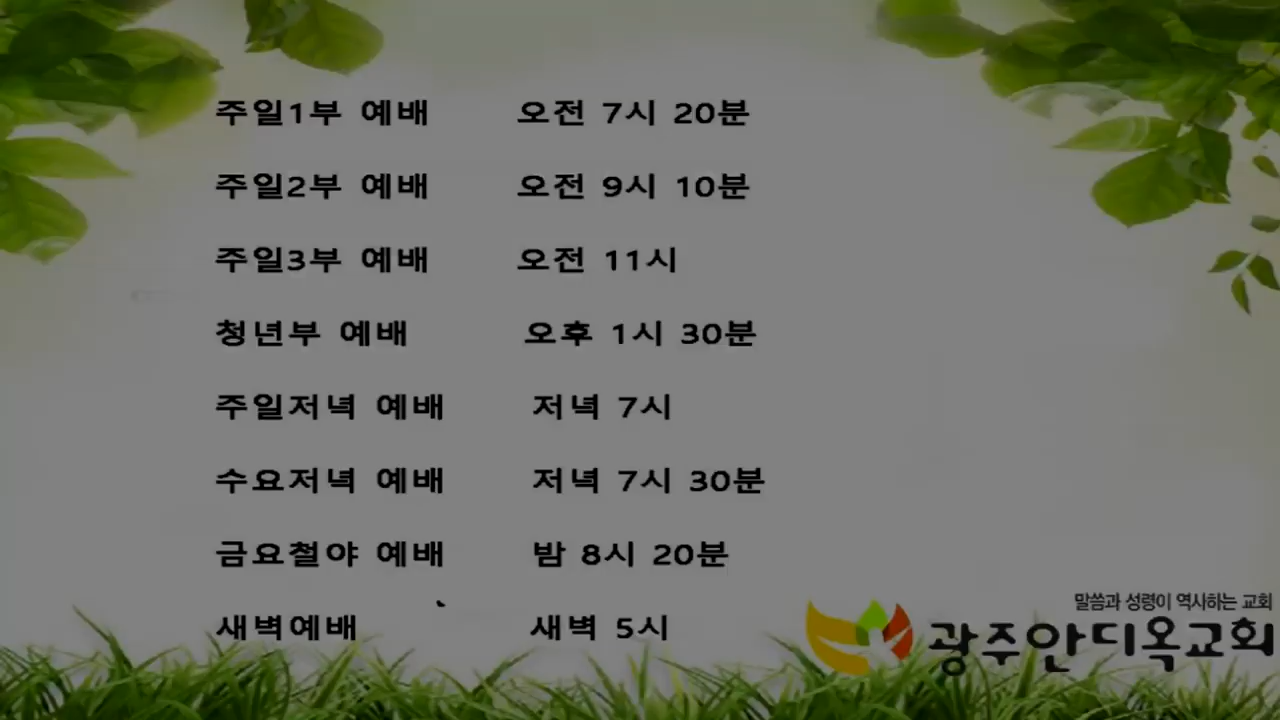 주일1부 예배 오전 7시 20분
주일2부 예배 오전 9시 10분
주일3부 예배 오전 11시
청년부 예배 오후 1시 30분
주일저녁 예배 저녁 7시
수요저녁 예배 저녁 7시 30분
금요철야 예배 밤 8시 20분
새벽예배 새벽 5시
말씀과 성령이 역사하는 교회
광주안디옥교회